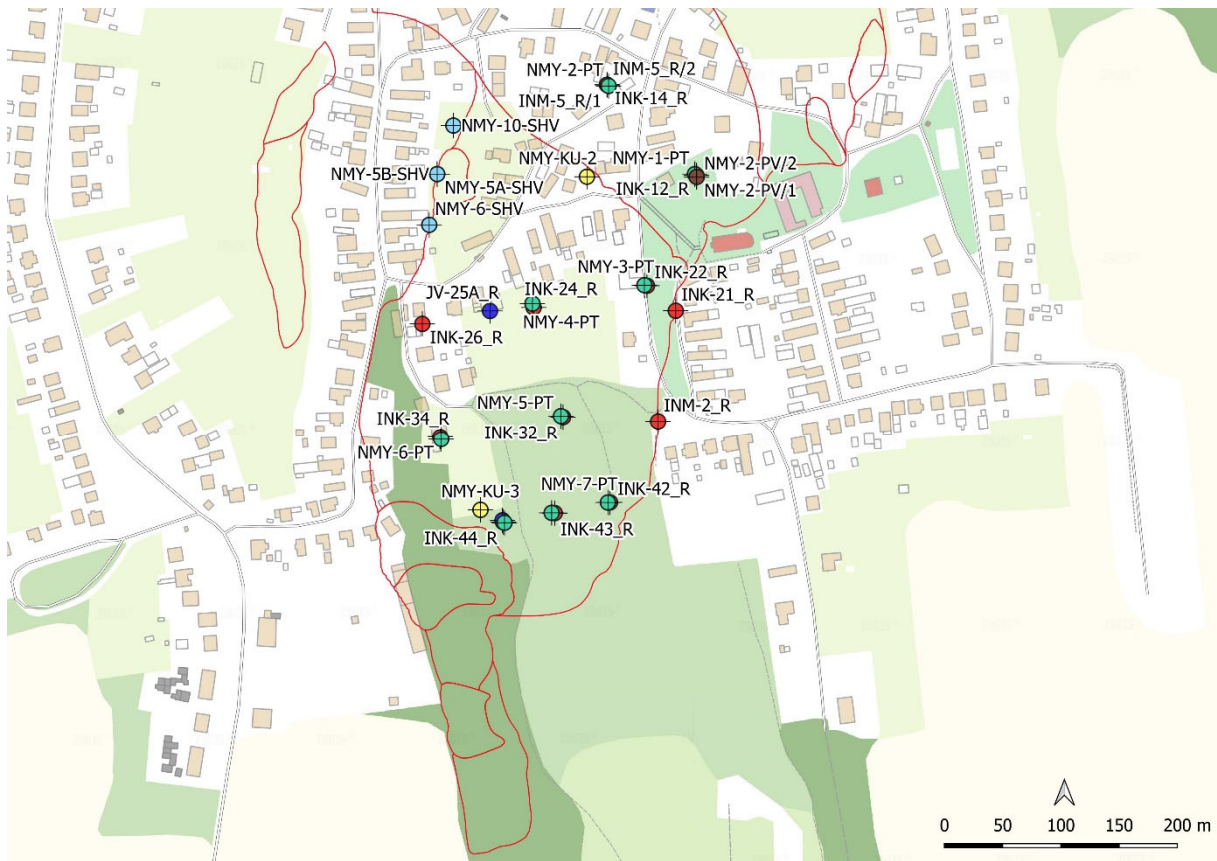 NMY-2-PT
INM-5_R/2
INM-5_R/1
INK-14_R
NMY-10-SHV
NMY-KU-2
NMY-1-PT
NMY-2-PV/2
NMY-5B-SHV
NMY-5A-SHV
INK-12_R
NMY-2-PV/1
NMY-6-SHV
NMY-3-PT
INK-22_R
JV-25A_R
INK-24_R
INK-21_R
NMY-4-PT
INK-26_R
NMY-5-PT
INM-2_R
INK-34_R
INK-32_R
NMY-6-PT
NMY-KU-3
NMY-7-PT
INK-42_R
INK-43_R
INK-44_R
0 50 100 150 200 m